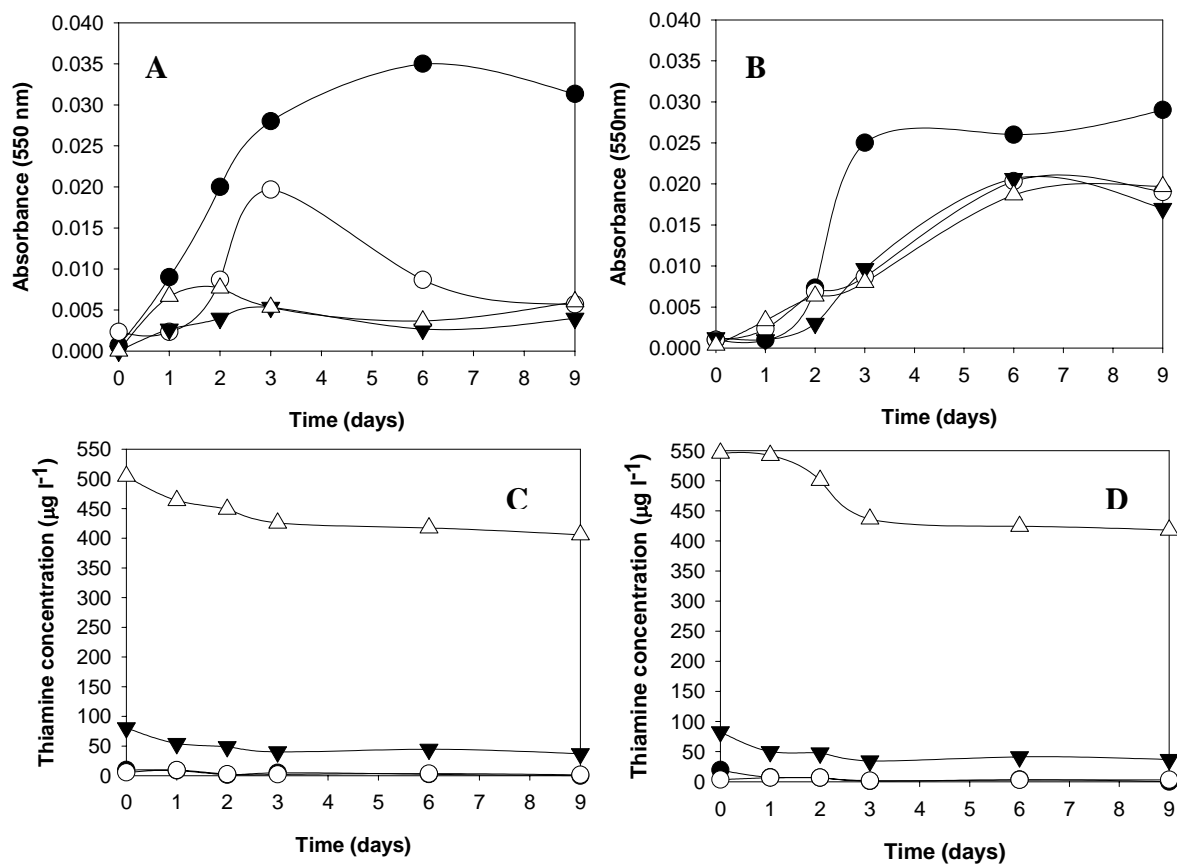 0.040
0.035
0.030
0.025
0.020
0.015
0.010
0.005
0.000
Absorbance (550 nm)
A
0 1 2 3 4 5 6 7 8 9
Time (days)
0.040
0.035
0.030
0.025
0.020
0.015
0.010
0.005
0.000
Absorbance (550nm)
B
0 1 2 3 4 5 6 7 8 9
Time (days)
550
500
450
400
350
300
250
200
150
100
50
0
Thiamine concentration (µg l-1)
C
0 1 2 3 4 5 6 7 8 9
Time (days)
550
500
450
400
350
300
250
200
150
100
50
0
Thiamine concentration (µg l-1)
D
0 1 2 3 4 5 6 7 8 9
Time (days)